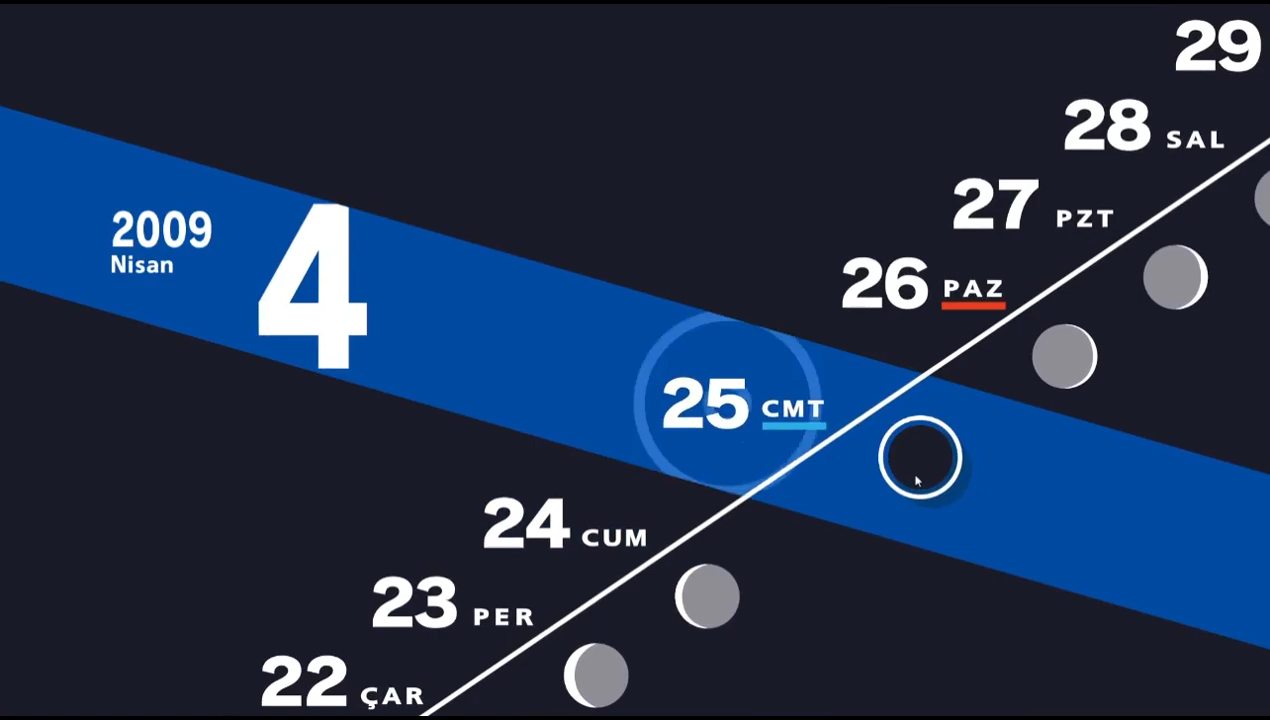 29
28 SAL
27 PZT
2009
Nisan
4
26 PAZ
25 CMT
24 CUM
23 PER
22 ÇAR